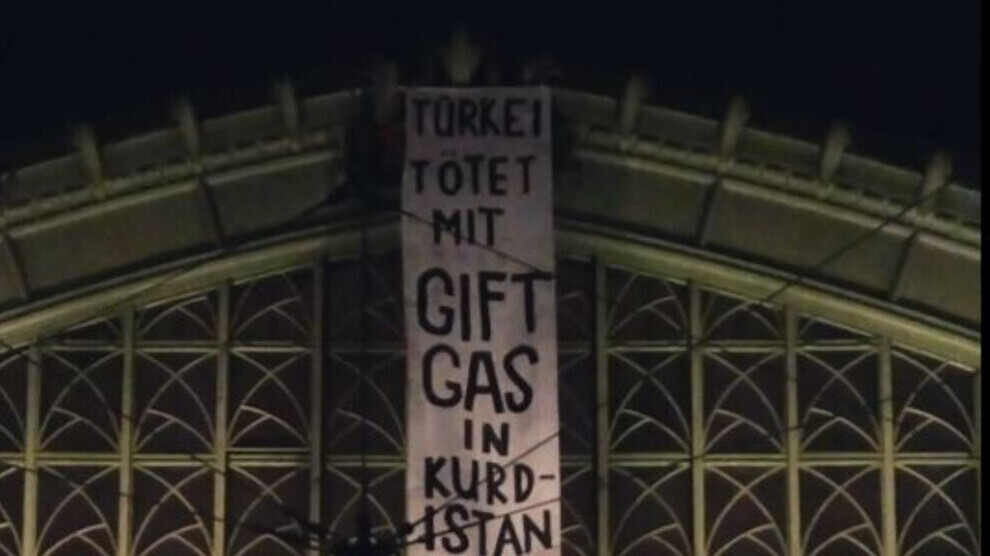 TÜRKEI
TÖTET
MIT
GIFT
GAS
IN
KURD-
ISTAN